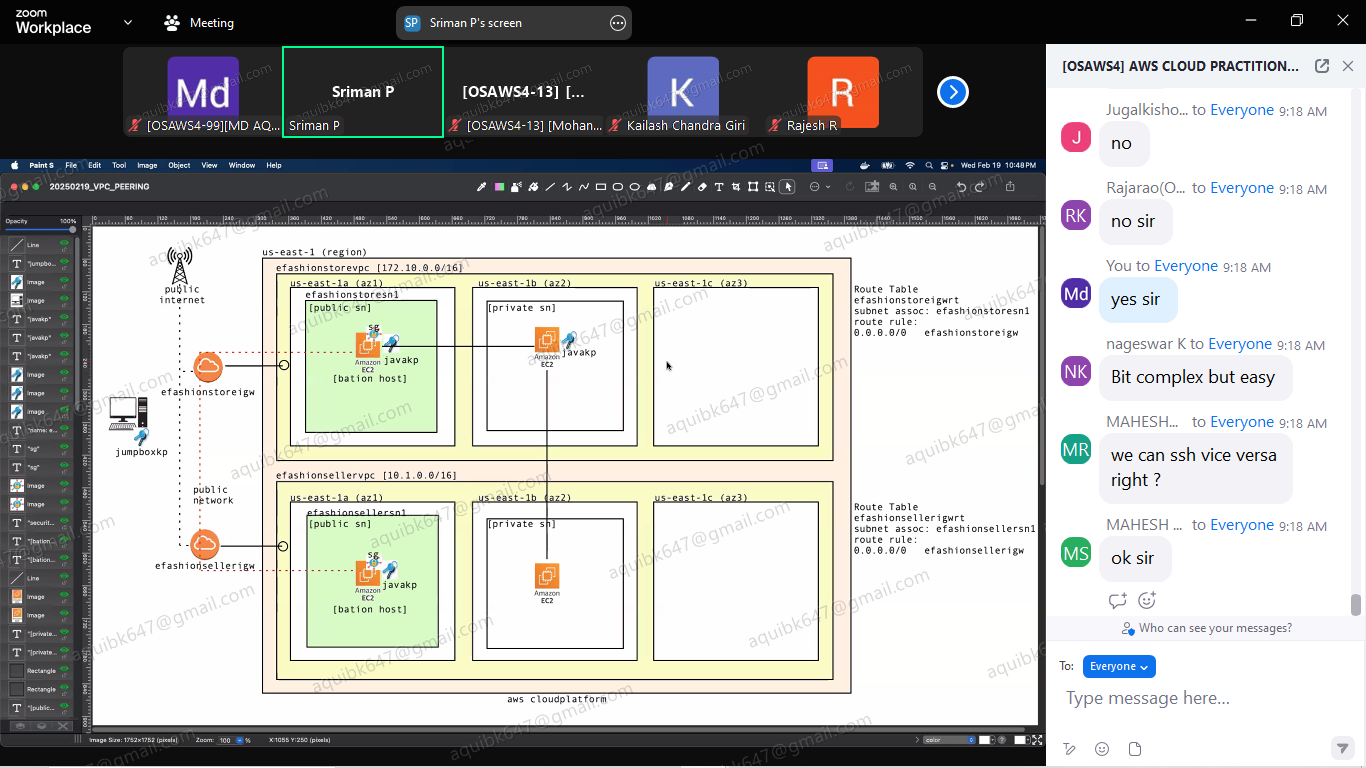 zoom
Workplace
Meeting
SP
Sriman P's screen
Md
Sriman P
[OSAWS4-13] [...
K
R
[OSAWS4-99][MD AQ...
Sriman P
[OSAWS4-13] [Mohan...
Kailash Chandra Giri
Rajesh R
[OSAWS4] AWS CLOUD PRACTITION...
Paint S File Edit Tool Image Object View Window Help
Wed Feb 19 10:48PM
20250219_VPC_PEERING
Opacity 100%
Line
"jumpbo...
Image
Image
"javakp"
"javakp"
"javakp"
Image
Image
Image
"dome: e...
"sg"
"sg"
Image
Image
"securit...
"[bation...
"[bation...
Line
Image
Image
"[private...
"[private...
Rectangle
Rectangle
"[public...
public
internet
us-east-1 (region)
efashionstorevpc [172.10.0.0/16]
us-east-1a (az1)
us-east-1b (az2)
us-east-1c (az3)
efashionstoresn1
[public sn]
[private sn]
sg
Amazon
EC2
javakp
[bation host]
Amazon
EC2
javakp
efashionstoreigw
jumpboxkp
Route Table
efashionstoreigwrt
subnet assoc: efashionstoresn1
route rule:
0.0.0.0/0 efashionstoreigw
efashionsellervpc [10.1.0.0/16]
us-east-1a (az1)
us-east-1b (az2)
us-east-1c (az3)
public
network
efashionsellersn1
[public sn]
[private sn]
sg
Amazon
EC2
javakp
[bation host]
Amazon
EC2
efashionsellerigw
Route Table
efashionsellerigwrt
subnet assoc: efashionsellersn1
route rule:
0.0.0.0/0 efashionsellerigw
aws cloudplatform
Image Size: 1752x1752 (pixels) Zoom: 100 % X:1055 Y:250 (pixels)
color
aquibk647@gmail.com
Jugalkisho... to Everyone 9:18 AM
J
no
Rajarao(O... to Everyone 9:18 AM
RK
no sir
You to Everyone 9:18 AM
Md
yes sir
nageswar K to Everyone 9:18 AM
NK
Bit complex but easy
MAHESH... to Everyone 9:18 AM
MR
we can ssh vice versa
right ?
MAHESH ... to Everyone 9:18 AM
MS
ok sir
Who can see your messages?
To: Everyone
Type message here...